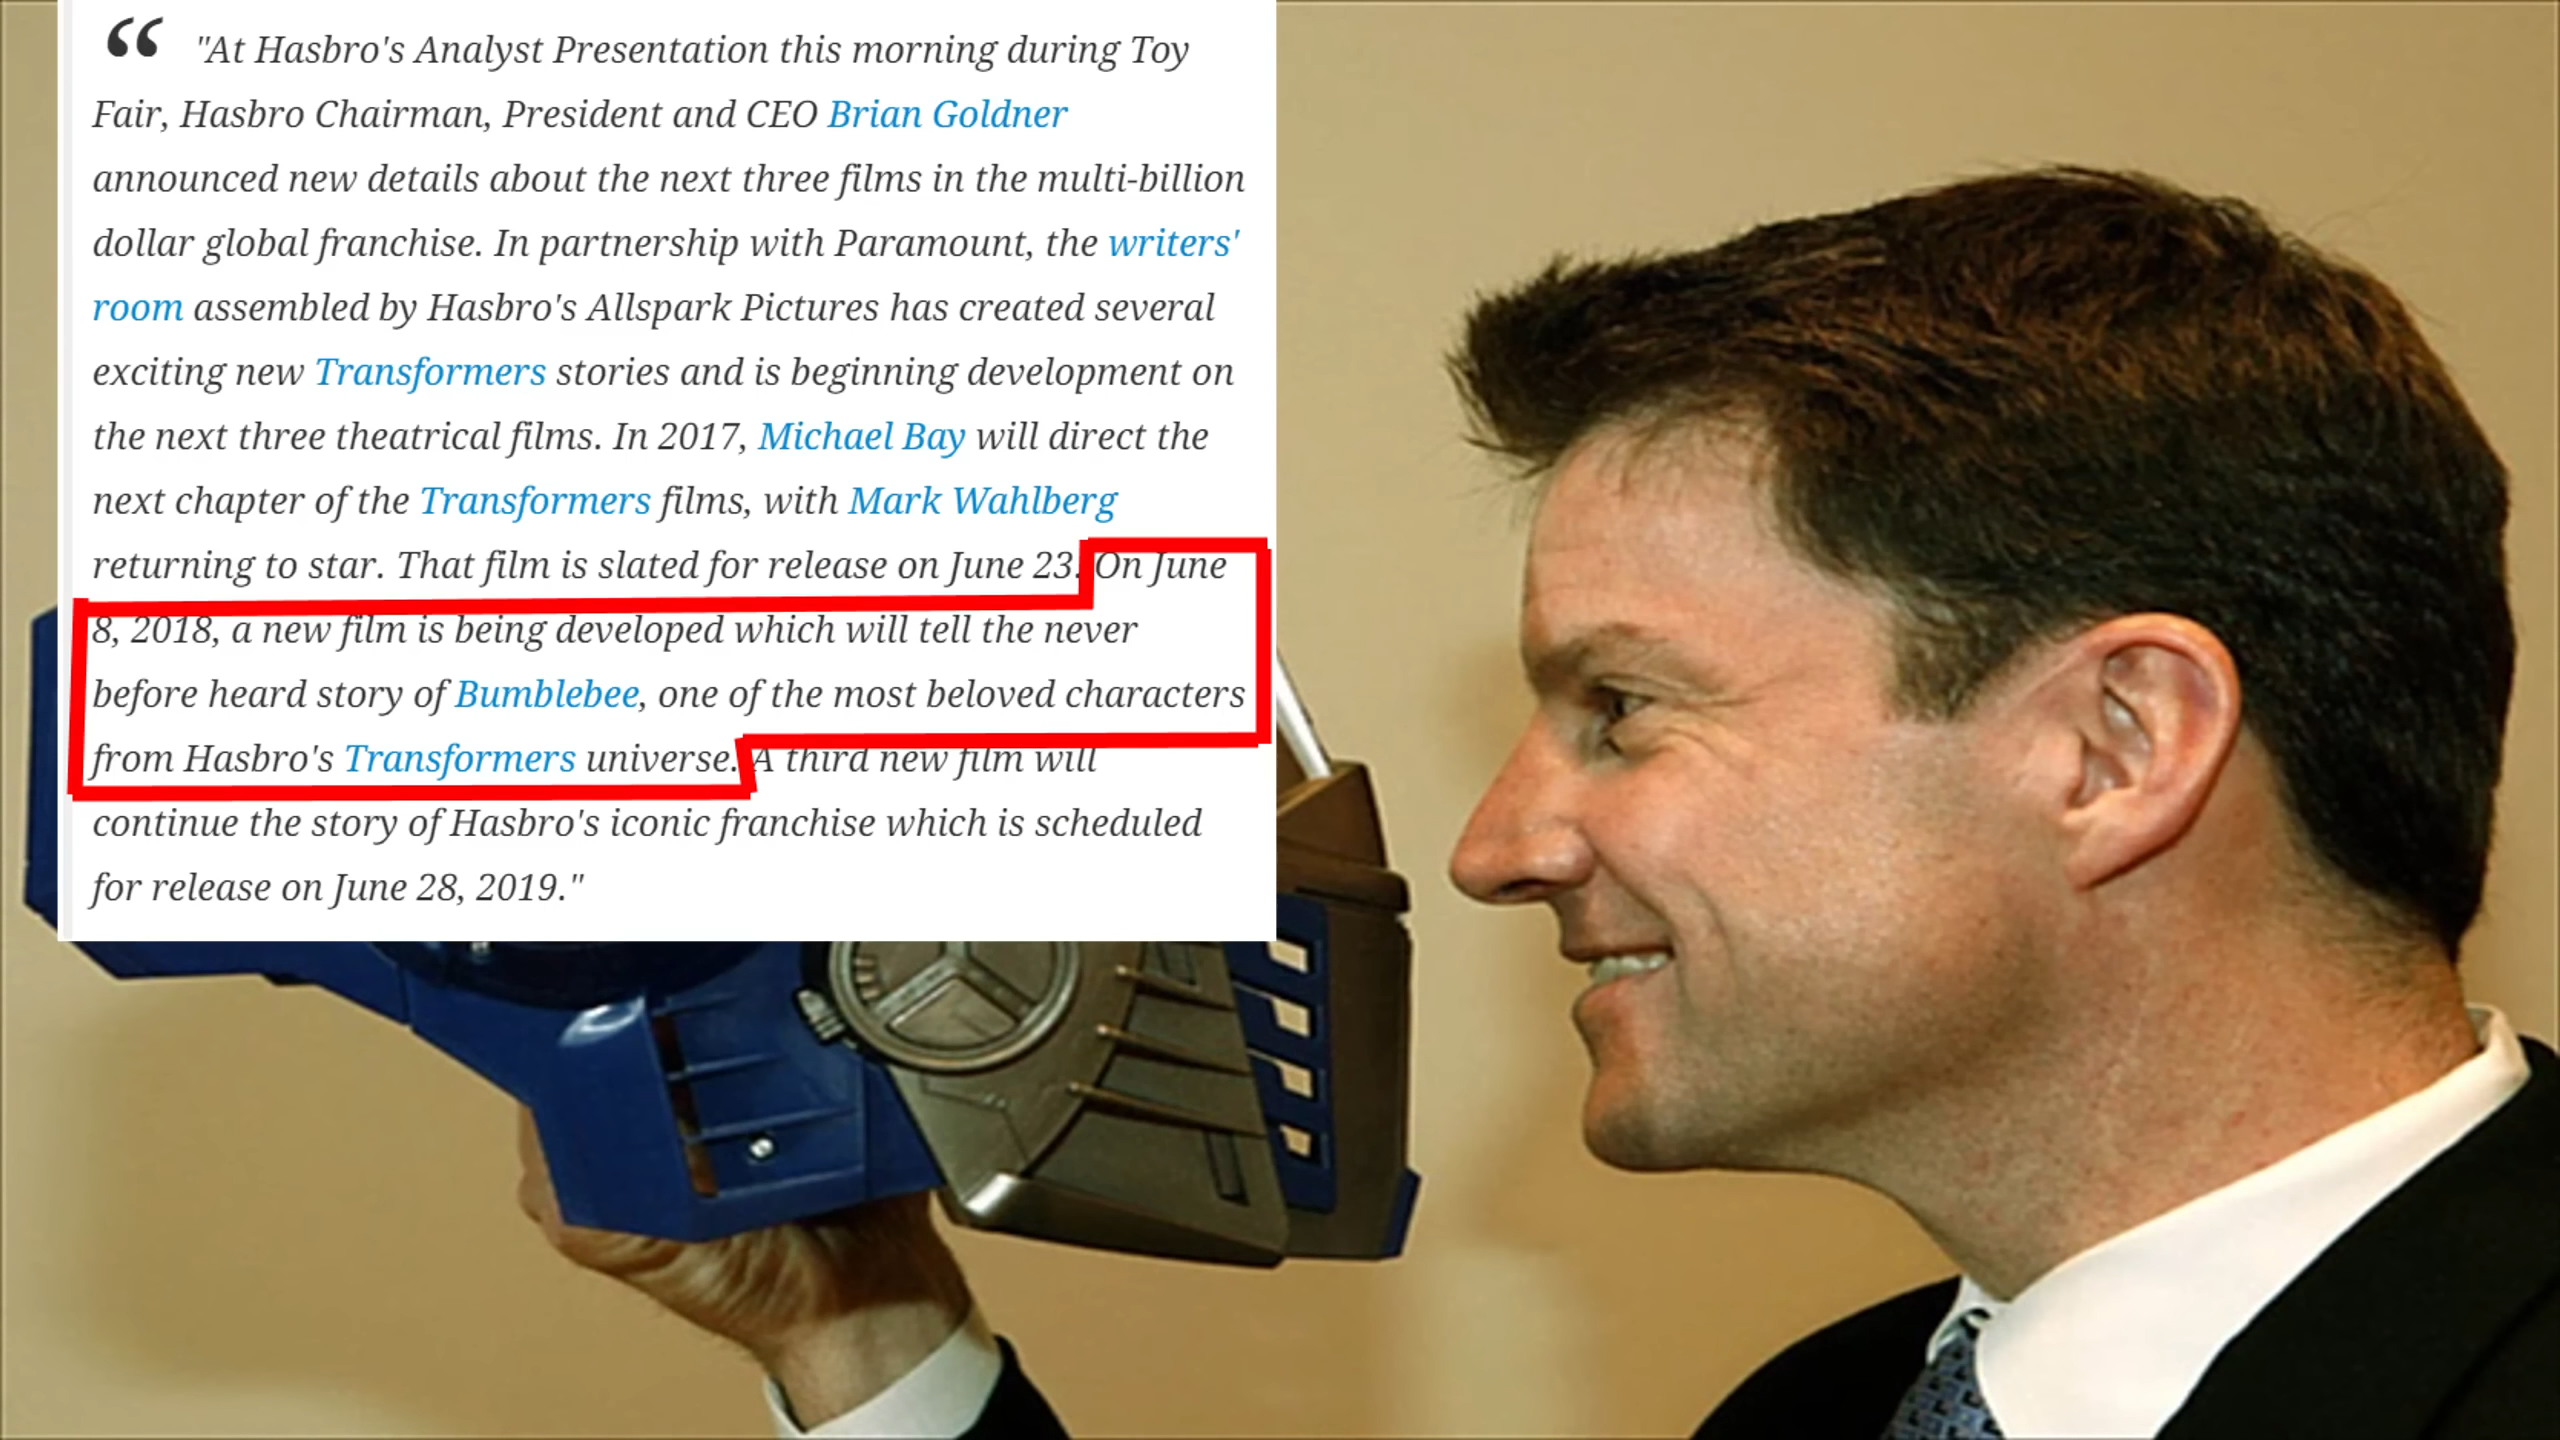 “ "At Hasbro's Analyst Presentation this morning during Toy
Fair, Hasbro Chairman, President and CEO Brian Goldner
announced new details about the next three films in the multi-billion
dollar global franchise. In partnership with Paramount, the writers'
room assembled by Hasbro's Allspark Pictures has created several
exciting new Transformers stories and is beginning development on
the next three theatrical films. In 2017, Michael Bay will direct the
next chapter of the Transformers films, with Mark Wahlberg
returning to star. That film is slated for release on June 23. On June
8, 2018, a new film is being developed which will tell the never
before heard story of Bumblebee, one of the most beloved characters
from Hasbro's Transformers universe. A third new film will
continue the story of Hasbro's iconic franchise which is scheduled
for release on June 28, 2019."